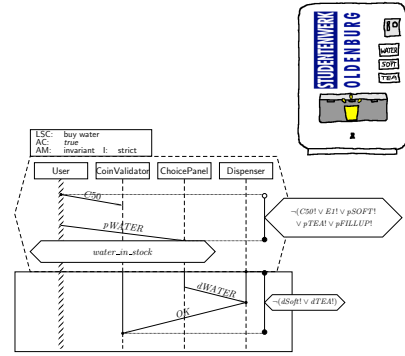 STUDENTENWERK
OLDENBURG
WATER
SOFT
TEA
LSC: buy water
AC: true
AM: invariant I: strict
User CoinValidator ChoicePanel Dispenser
C50
¬(C50! ∨ E1! ∨ pSOFT!
∨ pTEA! ∨ pFILLUP!
pWATER
water_in_stock
dWATER
¬(dSoft! ∨ dTEA!)
OK